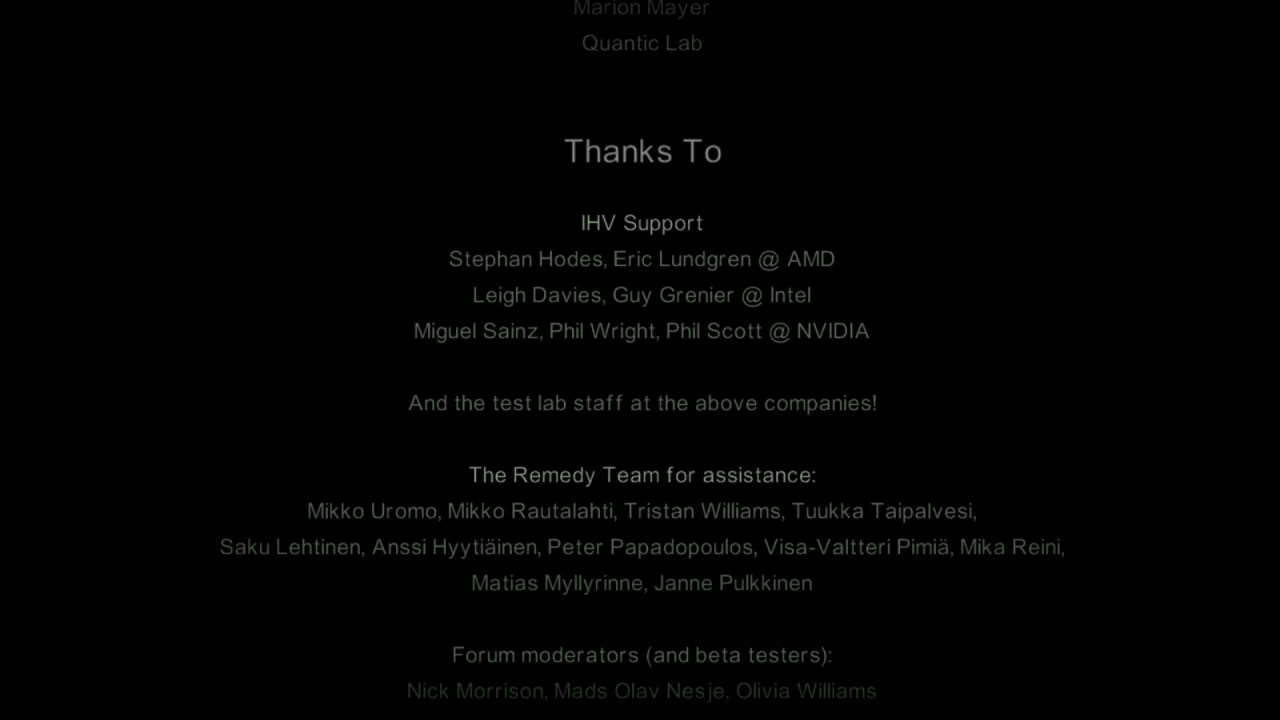 Marion Mayer
Quantic Lab
Thanks To
IHV Support
Stephan Hodes, Eric Lundgren @ AMD
Leigh Davies, Guy Grenier @ Intel
Miguel Sainz, Phil Wright, Phil Scott @ NVIDIA
And the test lab staff at the above companies!
The Remedy Team for assistance:
Mikko Uromo, Mikko Rautalahti, Tristan Williams, Tuukka Taipalvesi,
Saku Lehtinen, Anssi Hyytiäinen, Peter Papadopoulos, Visa-Valtteri Pimiä, Mika Reini,
Matias Myllyrinne, Janne Pulkkinen
Forum moderators (and beta testers):
Nick Morrison, Mads Olav Nesje, Olivia Williams